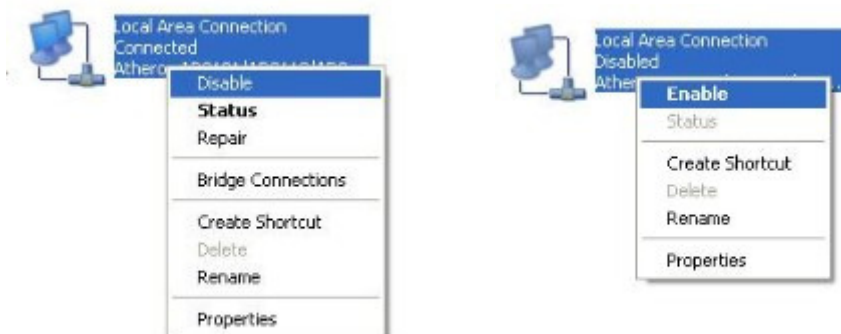 Local Area Connection
Connected
Disable
Status
Repair
Bridge Connections
Create Shortcut
Delete
Rename
Properties
Local Area Connection
Disabled
Enable
Status
Create Shortcut
Delete
Rename
Properties